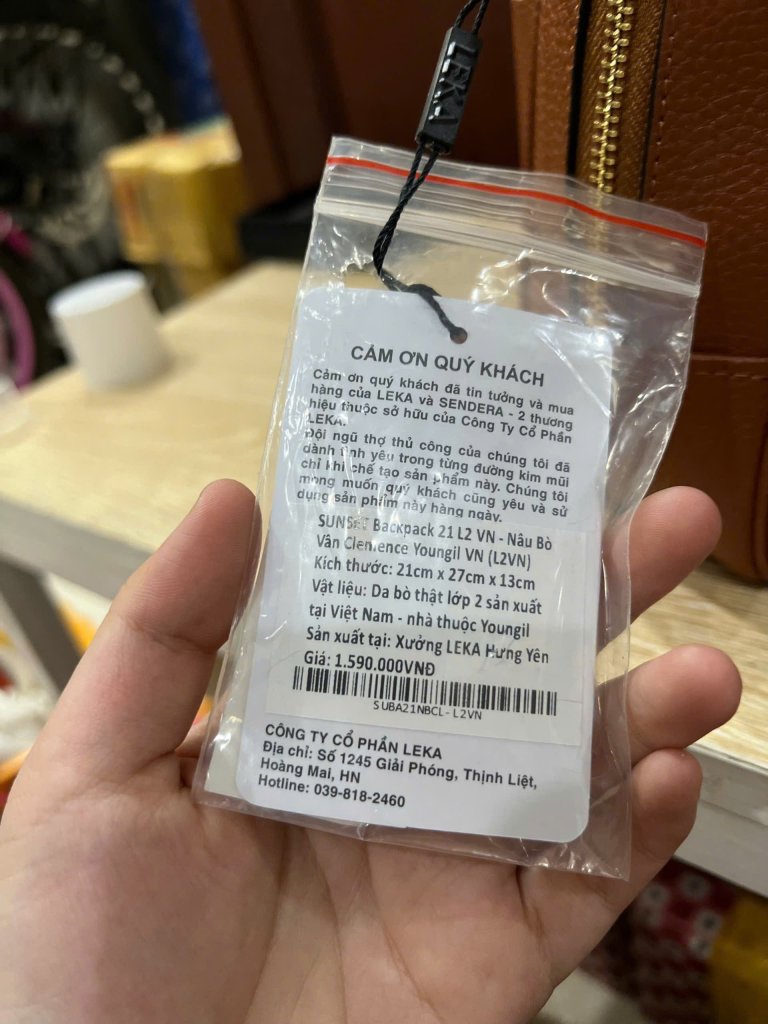 LEKA
CẢM ƠN QUÝ KHÁCH
Cảm ơn quý khách đã tin tưởng và mua
hàng của LEKA và SENDERA - 2 thương
hiệu thuộc sở hữu của Công Ty Cổ Phần
LEKA.
Đội ngũ thợ thủ công của chúng tôi đã
dành tình yêu trong từng đường kim mũi
chỉ khi chế tạo sản phẩm này. Chúng tôi
mong muốn quý khách cũng yêu và sử
dụng sản phẩm này hàng ngày.
SUNSET Backpack 21 L2 VN - Nâu Bò
Vân Clemence Youngil VN (L2VN)
Kích thước: 21cm x 27cm x 13cm
Vật liệu: Da bò thật lớp 2 sản xuất
tại Việt Nam - nhà thuộc Youngil
Sản xuất tại: Xưởng LEKA Hưng Yên
Giá: 1.590.000VNĐ
SUBA21NBCL- L2VN
CÔNG TY CỔ PHẦN LEKA
Địa chỉ: Số 1245 Giải Phóng, Thịnh Liệt,
Hoàng Mai, HN
Hotline: 039-818-2460